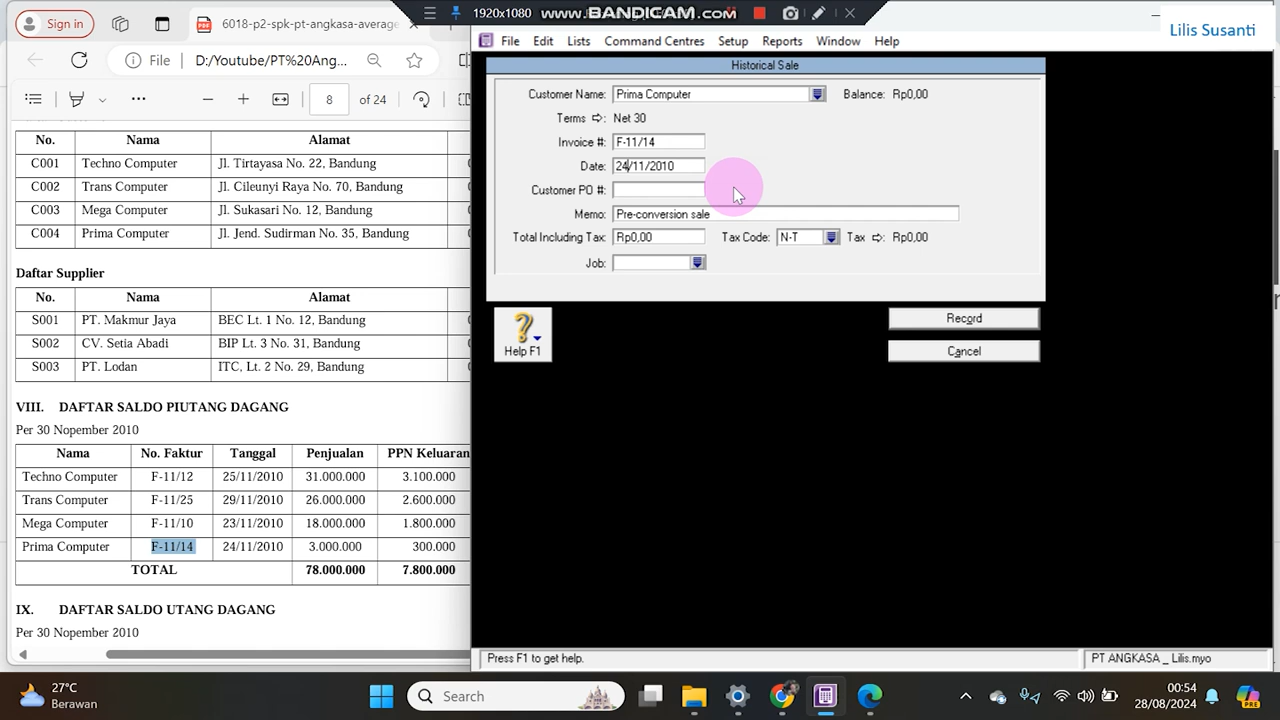 Sign in
6018-p2-spk-pt-angkasa-average
1920x1080 www.BANDICAM.com
Lilis Susanti
File D:/Youtube/PT%20Ang...
8 of 24
File Edit Lists Command Centres Setup Reports Window Help
Historical Sale
Customer Name: Prima Computer Balance: Rp0,00
Terms Net 30
Invoice #: F-11/14
Date: 24/11/2010
Customer PO #:
Memo: Pre-conversion sale
Total Including Tax: Rp0,00 Tax Code: N-T Tax Rp0,00
Job:
Help F1
Record
Cancel
No. Nama Alamat
C001 Techno Computer Jl. Tirtayasa No. 22, Bandung
C002 Trans Computer Jl. Cileunyi Raya No. 70, Bandung
C003 Mega Computer Jl. Sukasari No. 12, Bandung
C004 Prima Computer Jl. Jend. Sudirman No. 35, Bandung
Daftar Supplier
No. Nama Alamat
S001 PT. Makmur Jaya BEC Lt. 1 No. 12, Bandung
S002 CV. Setia Abadi BIP Lt. 3 No. 31, Bandung
S003 PT. Lodan ITC, Lt. 2 No. 29, Bandung
VIII. DAFTAR SALDO PIUTANG DAGANG
Per 30 Nopember 2010
Nama No. Faktur Tanggal Penjualan PPN Keluaran
Techno Computer F-11/12 25/11/2010 31.000.000 3.100.000
Trans Computer F-11/25 29/11/2010 26.000.000 2.600.000
Mega Computer F-11/10 23/11/2010 18.000.000 1.800.000
Prima Computer F-11/14 24/11/2010 3.000.000 300.000
TOTAL 78.000.000 7.800.000
IX. DAFTAR SALDO UTANG DAGANG
Per 30 Nopember 2010
Press F1 to get help. PT ANGKASA _ Lilis.myo
27°C
Berawan
Search
00:54
28/08/2024